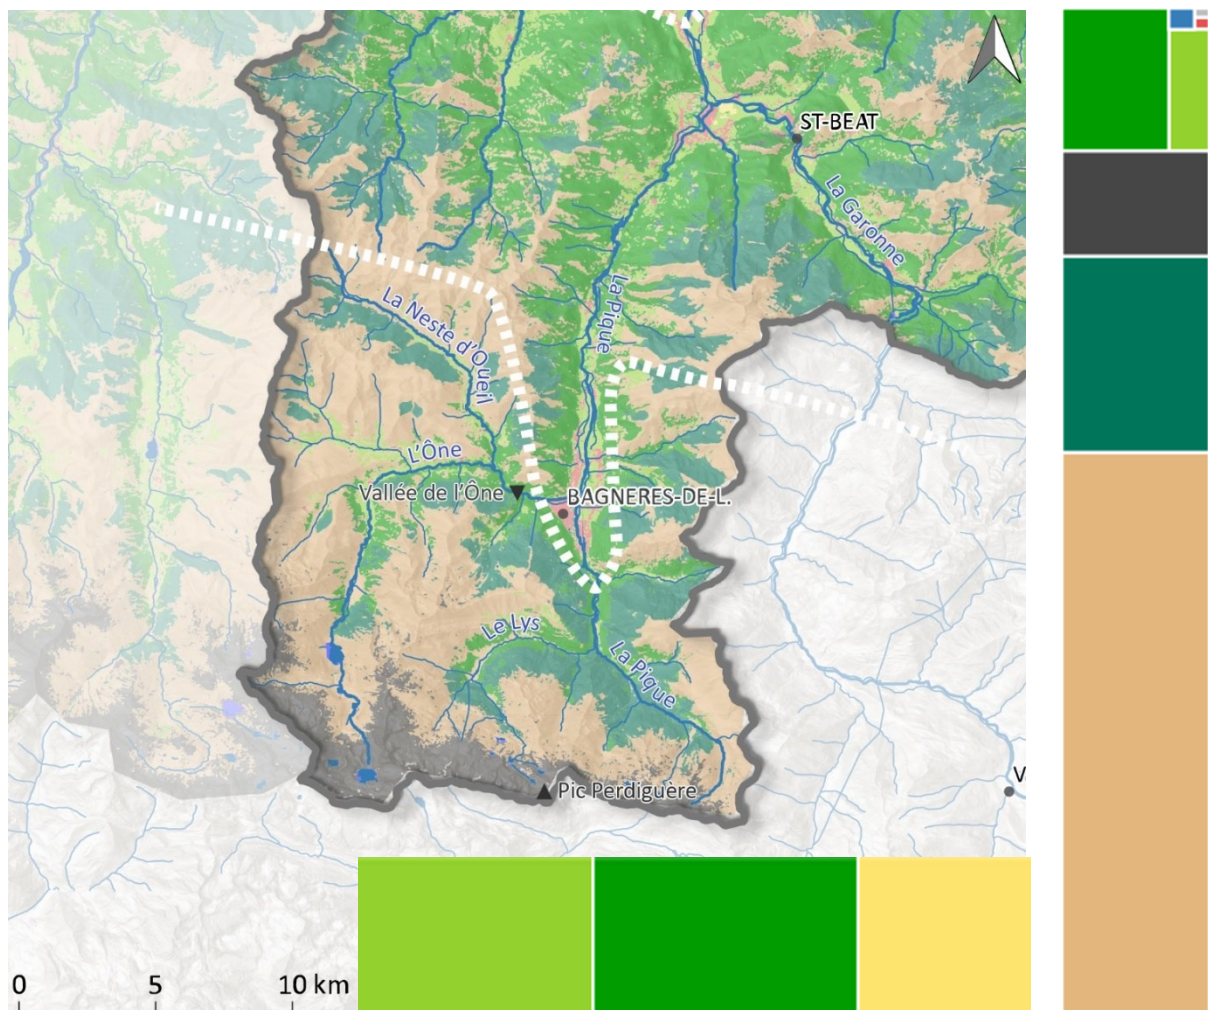 ST-BEAT
La Garonne
La Pique
La Neste d'Oueil
L'Ône
Vallée de l'Ône
BAGNERES-DE-L.
Le Lys
La Pique
Pic Perdiguère
0 5 10 km